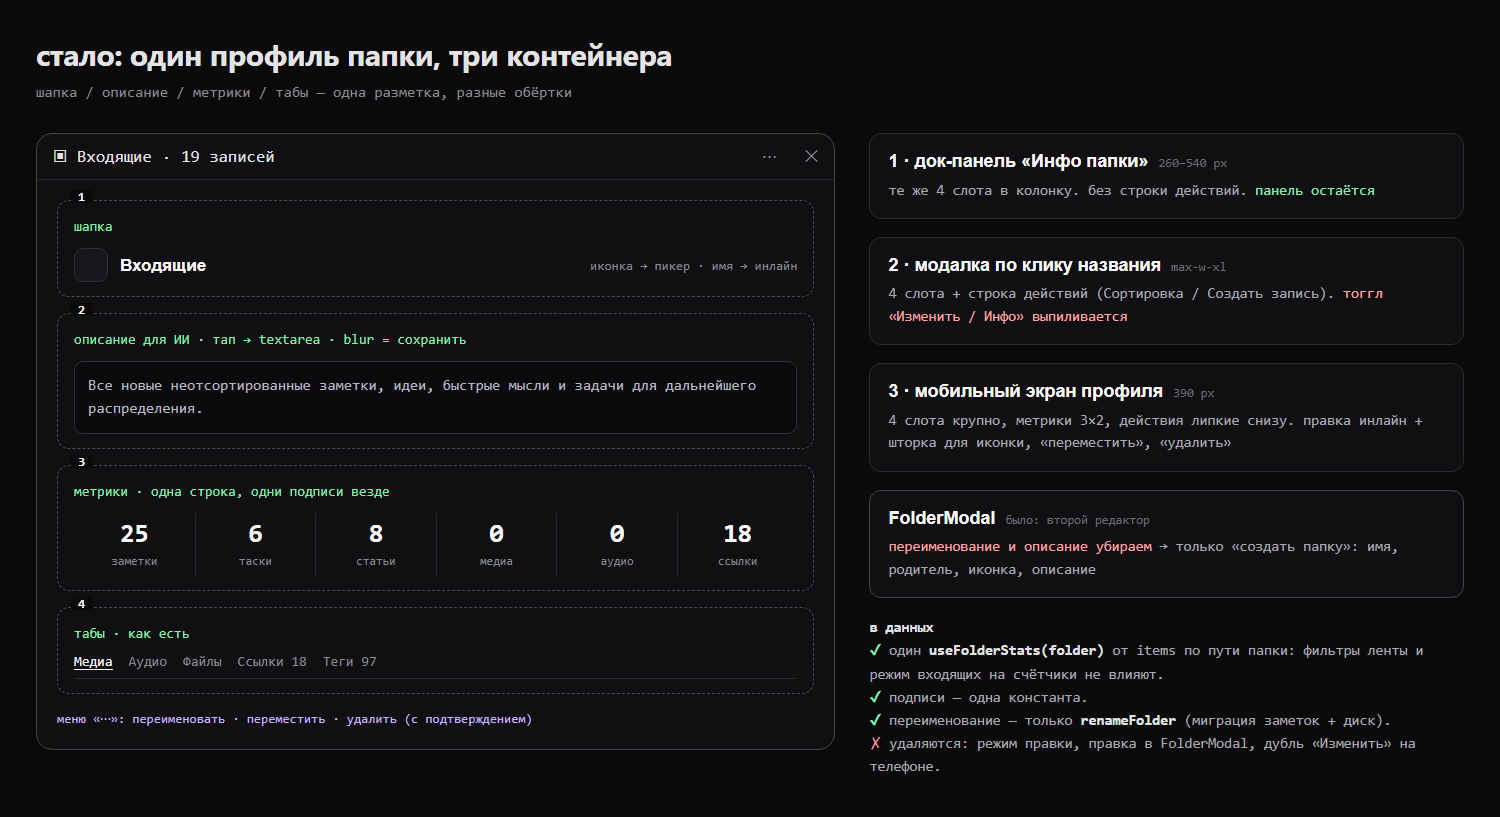 стало: один профиль папки, три контейнера
шапка / описание / метрики / табы — одна разметка, разные обёртки
▣ Входящие · 19 записей ⋯ ✕
1
шапка
Входящие иконка → пикер · имя → инлайн
2
описание для ИИ · тап → textarea · blur = сохранить
Все новые неотсортированные заметки, идеи, быстрые мысли и задачи для дальнейшего
распределения.
3
метрики · одна строка, одни подписи везде
25 6 8 0 0 18
заметки таски статьи медиа аудио ссылки
4
табы · как есть
Медиа Аудио Файлы Ссылки 18 Теги 97
меню «⋯»: переименовать · переместить · удалить (с подтверждением)
1 · док-панель «Инфо папки» 260–540 px
те же 4 слота в колонку. без строки действий. панель остаётся
2 · модалка по клику названия max-w-xl
4 слота + строка действий (Сортировка / Создать запись). тоггл
«Изменить / Инфо» выпиливается
3 · мобильный экран профиля 390 px
4 слота крупно, метрики 3×2, действия липкие снизу. правка инлайн +
шторка для иконки, «переместить», «удалить»
FolderModal было: второй редактор
переименование и описание убираем → только «создать папку»: имя,
родитель, иконка, описание
в данных
✓ один useFolderStats(folder) от items по пути папки: фильтры ленты и
режим входящих на счётчики не влияют.
✓ подписи — одна константа.
✓ переименование — только renameFolder (миграция заметок + диск).
✗ удаляются: режим правки, правка в FolderModal, дубль «Изменить» на
телефоне.